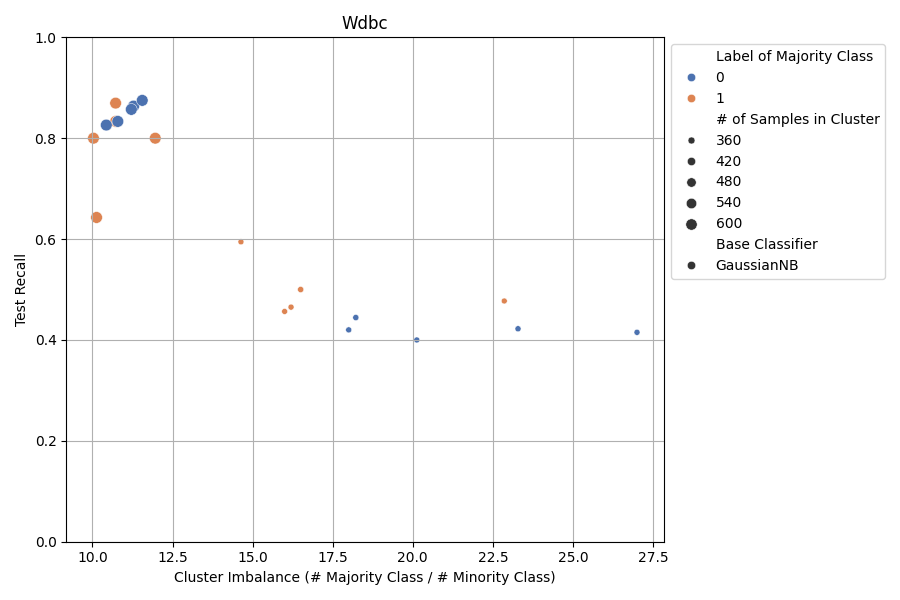 Wdbc
1.0
0.8
0.6
0.4
0.2
0.0
Test Recall
10.0 12.5 15.0 17.5 20.0 22.5 25.0 27.5
Cluster Imbalance (# Majority Class / # Minority Class)
Label of Majority Class
0
1
# of Samples in Cluster
360
420
480
540
600
Base Classifier
GaussianNB